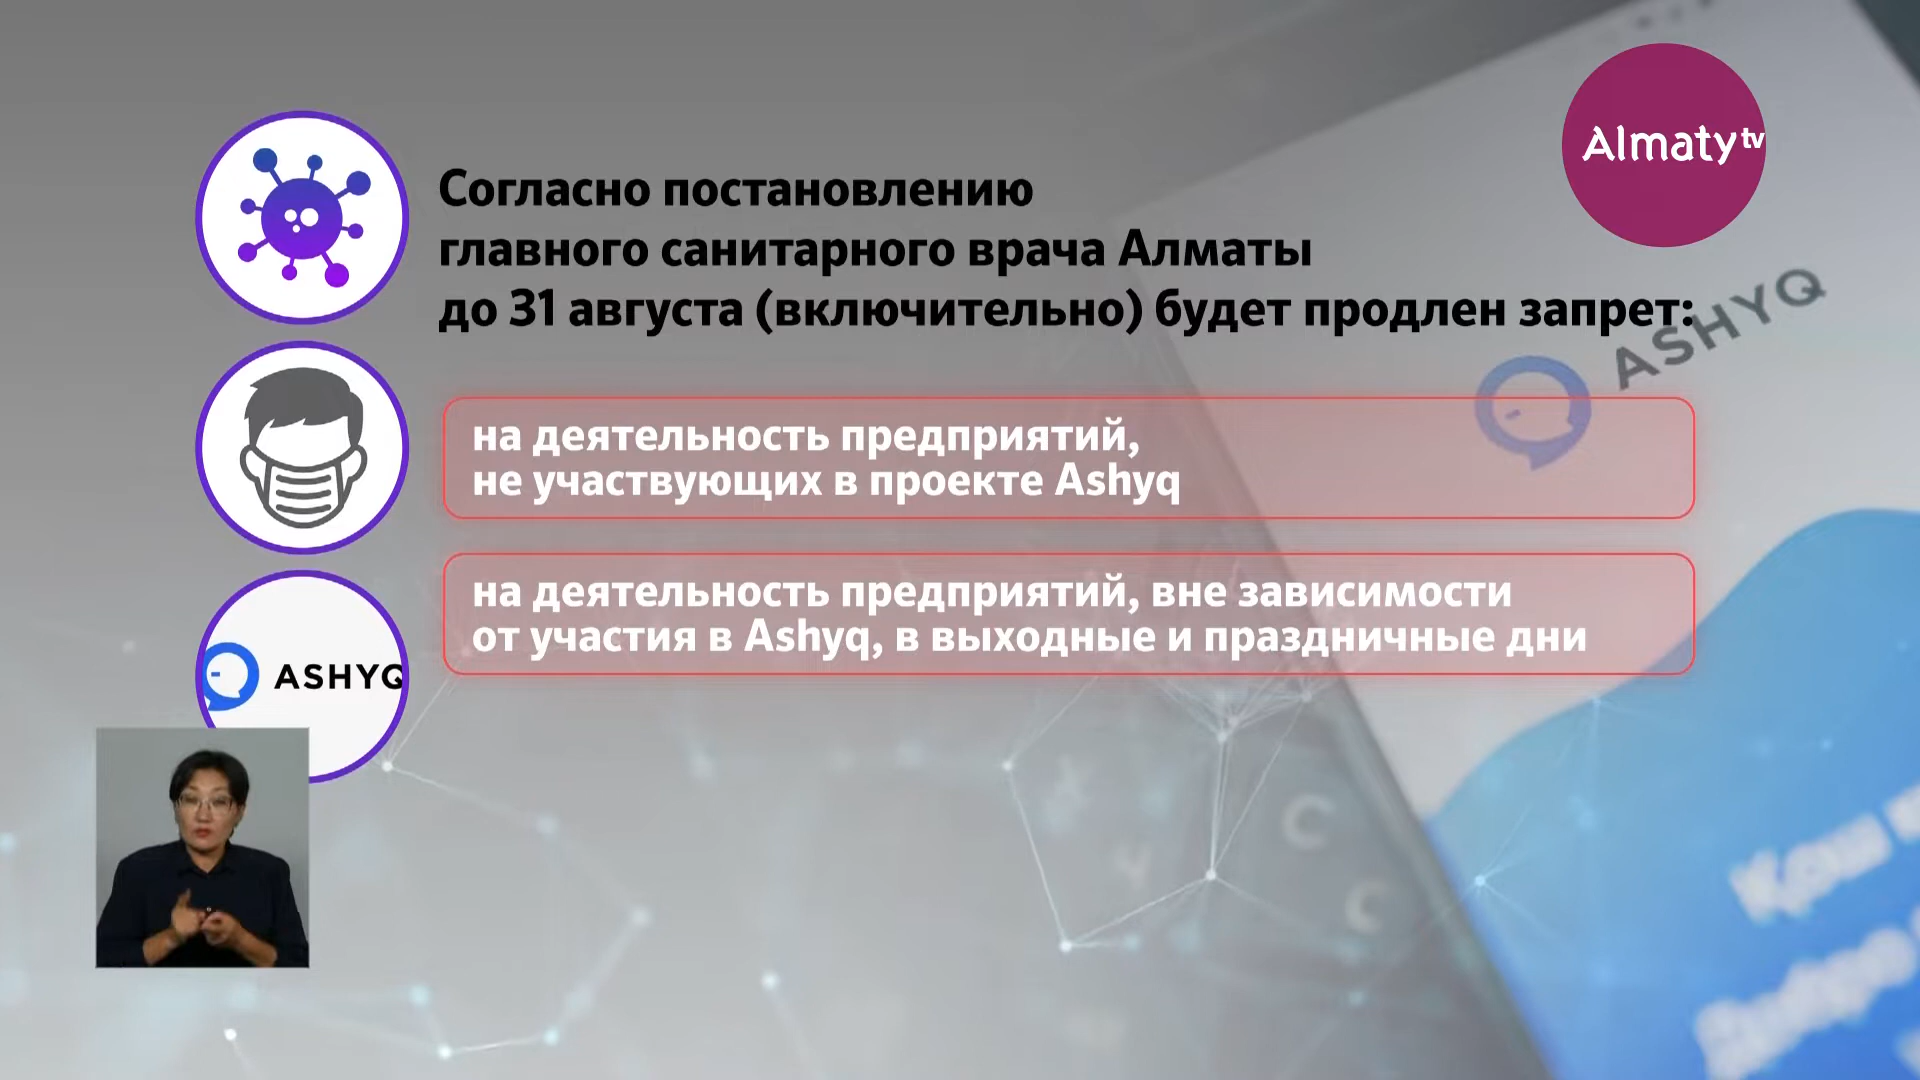 Almaty tv
Согласно постановлению
главного санитарного врача Алматы
до 31 августа (включительно) будет продлен запрет:
ASHYQ
на деятельность предприятий,
не участвующих в проекте Ashyq
на деятельность предприятий, вне зависимости
от участия в Ashyq, в выходные и праздничные дни
ASHYQ